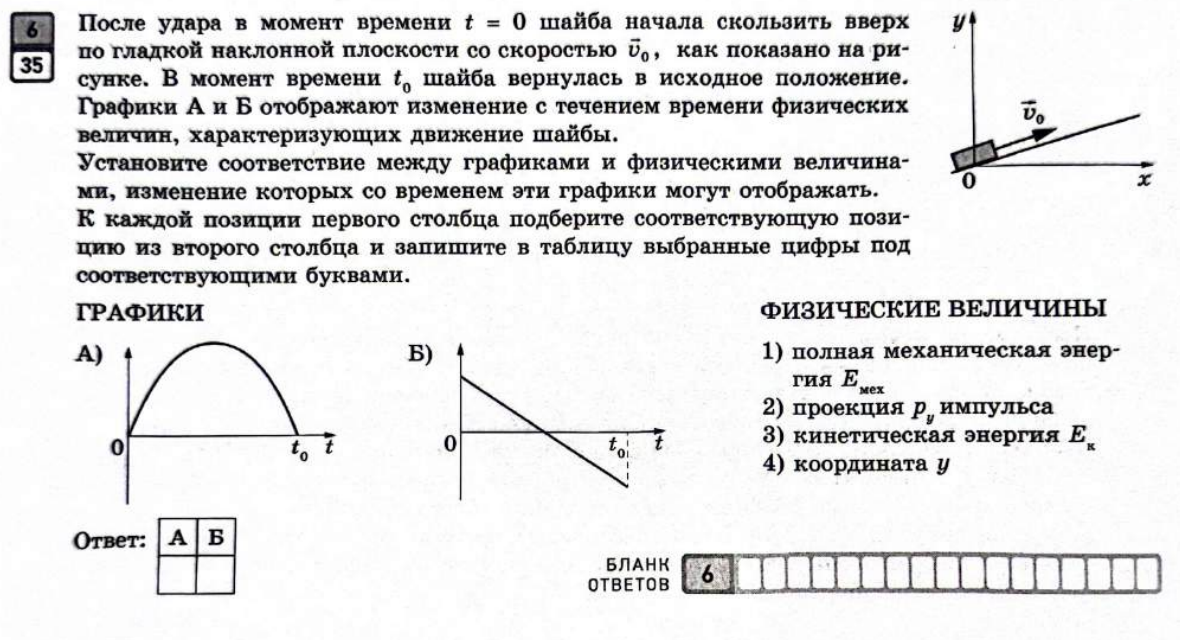 6
35
После удара в момент времени t = 0 шайба начала скользить вверх
по гладкой наклонной плоскости со скоростью v⃗₀, как показано на ри-
сунке. В момент времени t₀ шайба вернулась в исходное положение.
Графики А и Б отображают изменение с течением времени физических
величин, характеризующих движение шайбы.
Установите соответствие между графиками и физическими величина-
ми, изменение которых со временем эти графики могут отображать.
К каждой позиции первого столбца подберите соответствующую пози-
цию из второго столбца и запишите в таблицу выбранные цифры под
соответствующими буквами.
y
v⃗₀
0
x
ГРАФИКИ
А)
0
t₀ t
Б)
0
t₀ t
ФИЗИЧЕСКИЕ ВЕЛИЧИНЫ
1) полная механическая энер-
гия Eмех
2) проекция pᵧ импульса
3) кинетическая энергия Eк
4) координата y
Ответ: А Б
БЛАНК
ОТВЕТОВ
6